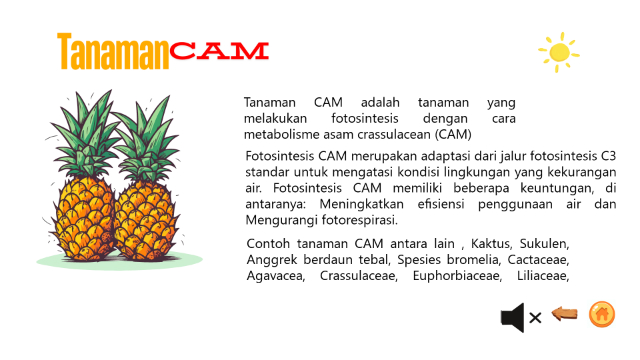 Tanaman CAM
Tanaman CAM adalah tanaman yang
melakukan fotosintesis dengan cara
metabolisme asam crassulacean (CAM)
Fotosintesis CAM merupakan adaptasi dari jalur fotosintesis C3
standar untuk mengatasi kondisi lingkungan yang kekurangan
air. Fotosintesis CAM memiliki beberapa keuntungan, di
antaranya: Meningkatkan efisiensi penggunaan air dan
Mengurangi fotorespirasi.
Contoh tanaman CAM antara lain , Kaktus, Sukulen,
Anggrek berdaun tebal, Spesies bromelia, Cactaceae,
Agavacea, Crassulaceae, Euphorbiaceae, Liliaceae,